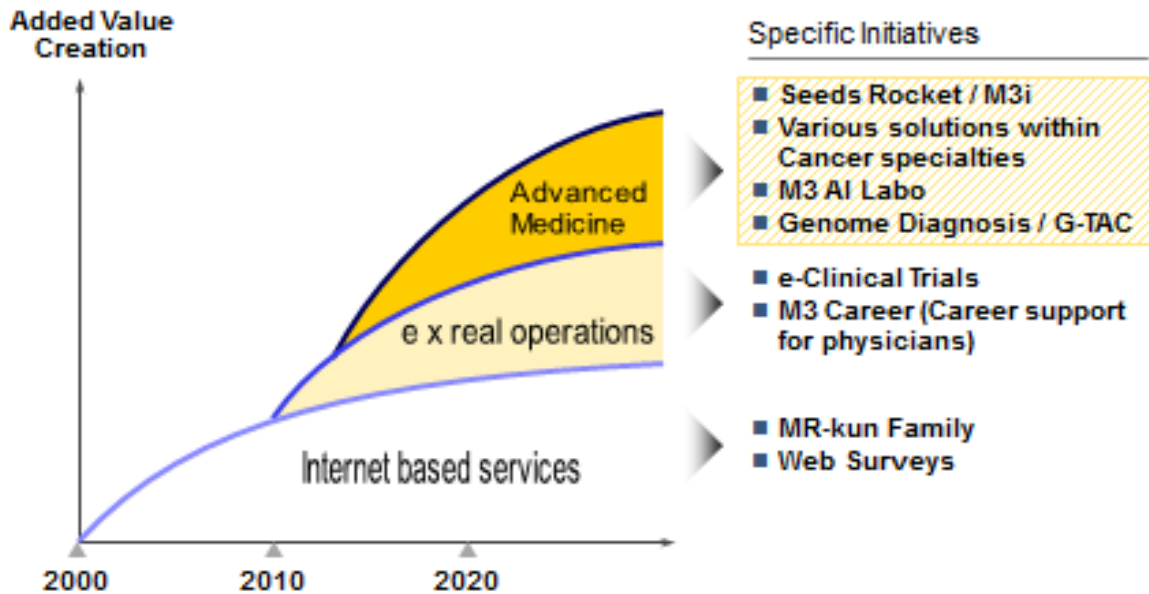 Added Value
Creation
Specific Initiatives
■ Seeds Rocket / M3i
■ Various solutions within
Cancer specialties
■ M3 AI Labo
■ Genome Diagnosis / G-TAC
Advanced
Medicine
■ e-Clinical Trials
■ M3 Career (Career support
for physicians)
e x real operations
■ MR-kun Family
■ Web Surveys
Internet based services
2000
2010
2020